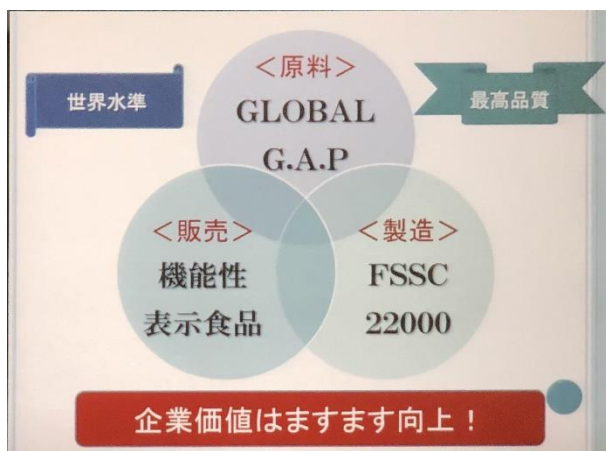 世界水準
最高品質
＜原料＞
GLOBAL
G.A.P
＜販売＞
機能性
表示食品
＜製造＞
FSSC
22000
企業価値はますます向上！